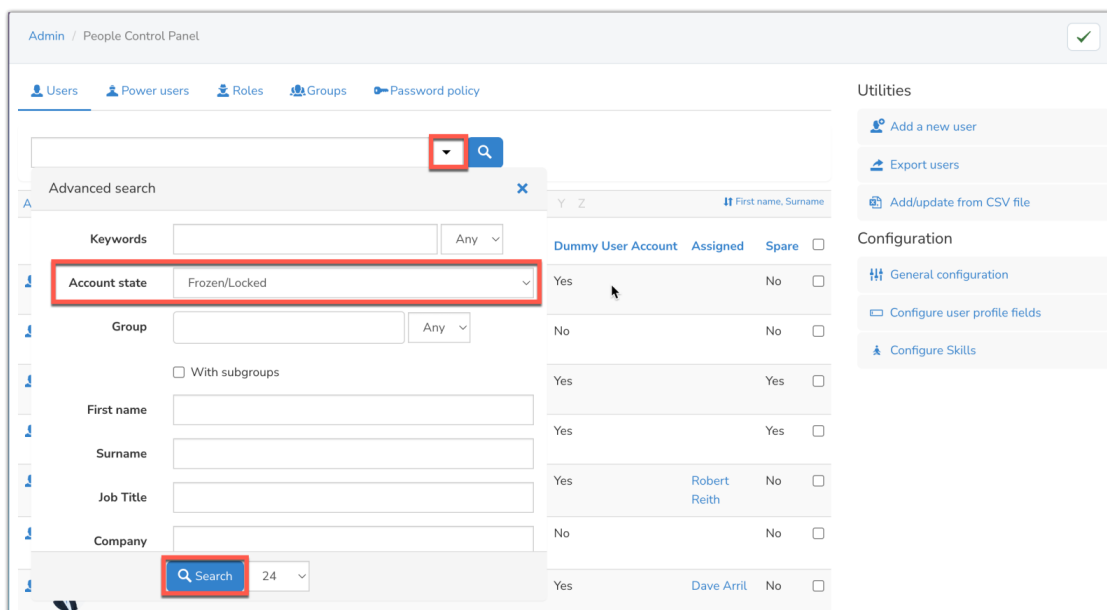 Admin / People Control Panel
Users Power users Roles Groups Password policy
Advanced search
A
Y Z
First name, Surname
Keywords
Any
Account state
Frozen/Locked
Group
Any
With subgroups
First name
Surname
Job Title
Company
Search
24
Dummy User Account Assigned Spare
Yes No
No No
Yes Yes
Yes Yes
Yes Robert Reith No
No No
Yes Dave Arril No
Utilities
Add a new user
Export users
Add/update from CSV file
Configuration
General configuration
Configure user profile fields
Configure Skills